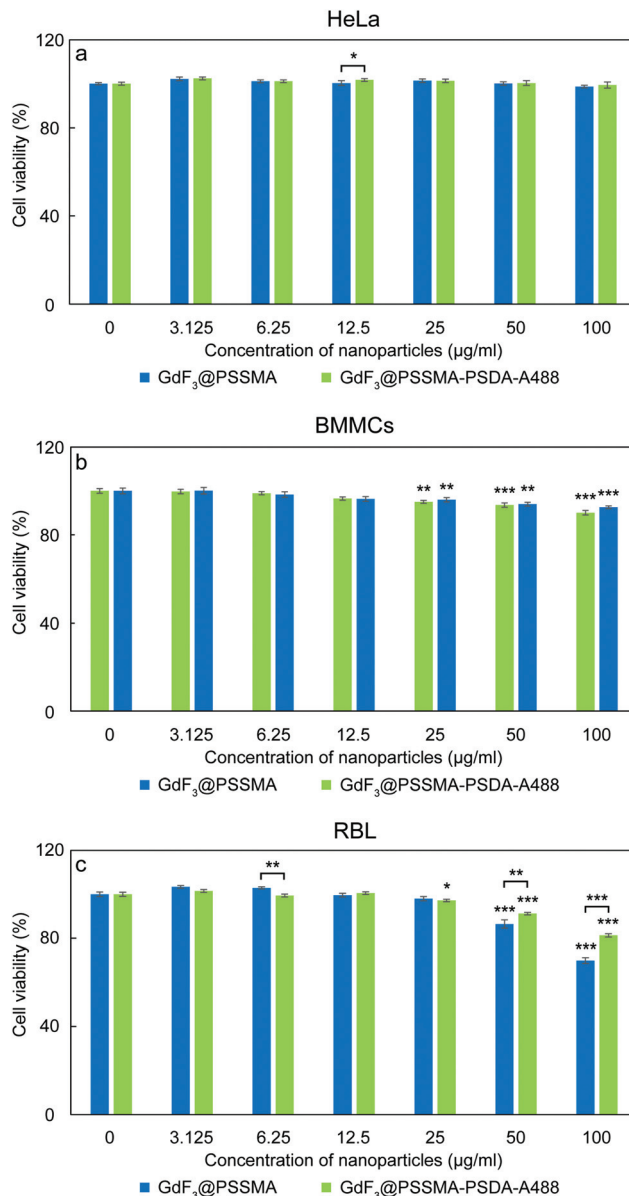 HeLa
a
120
80
40
0
Cell viability (%)
*
0 3.125 6.25 12.5 25 50 100
Concentration of nanoparticles (µg/ml)
GdF₃@PSSMA GdF₃@PSSMA-PSDA-A488
BMMCs
b
120
80
40
0
Cell viability (%)
** ** *** ** *** ***
0 3.125 6.25 12.5 25 50 100
Concentration of nanoparticles (µg/ml)
GdF₃@PSSMA GdF₃@PSSMA-PSDA-A488
RBL
c
120
80
40
0
Cell viability (%)
** * ** ***
*** *** *** ***
0 3.125 6.25 12.5 25 50 100
Concentration of nanoparticles (µg/ml)
GdF₃@PSSMA GdF₃@PSSMA-PSDA-A488